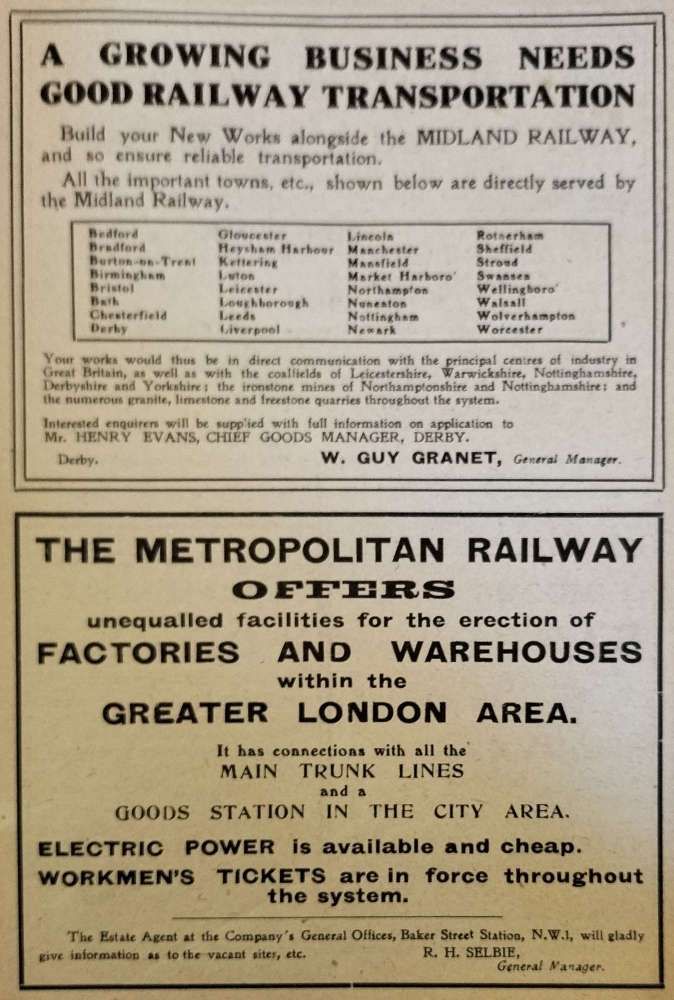 A GROWING BUSINESS NEEDS
GOOD RAILWAY TRANSPORTATION
Build your New Works alongside the MIDLAND RAILWAY,
and so ensure reliable transportation.
All the important towns, etc., shown below are directly served by
the Midland Railway.
Bedford Gloucester Lincoln Rotherham
Bradford Heysham Harbour Manchester Sheffield
Burton-on-Trent Kettering Mansfield Stroud
Birmingham Luton Market Harboro' Swansea
Bristol Leicester Northampton Wellingboro'
Bath Loughborough Nuneaton Walsall
Chesterfield Leeds Nottingham Wolverhampton
Derby Liverpool Newark Worcester
Your works would thus be in direct communication with the principal centres of industry in
Great Britain, as well as with the coalfields of Leicestershire, Warwickshire, Nottinghamshire,
Derbyshire and Yorkshire; the ironstone mines of Northamptonshire and Nottinghamshire; and
the numerous granite, limestone and freestone quarries throughout the system.
Interested enquirers will be supplied with full information on application to
Mr. HENRY EVANS, CHIEF GOODS MANAGER, DERBY.
Derby. W. GUY GRANET, General Manager.
THE METROPOLITAN RAILWAY
OFFERS
unequalled facilities for the erection of
FACTORIES AND WAREHOUSES
within the
GREATER LONDON AREA.
It has connections with all the
MAIN TRUNK LINES
and a
GOODS STATION IN THE CITY AREA.
ELECTRIC POWER is available and cheap.
WORKMEN'S TICKETS are in force throughout
the system.
The Estate Agent at the Company's General Offices, Baker Street Station, N.W.1, will gladly
give information as to the vacant sites, etc. R. H. SELBIE,
General Manager.